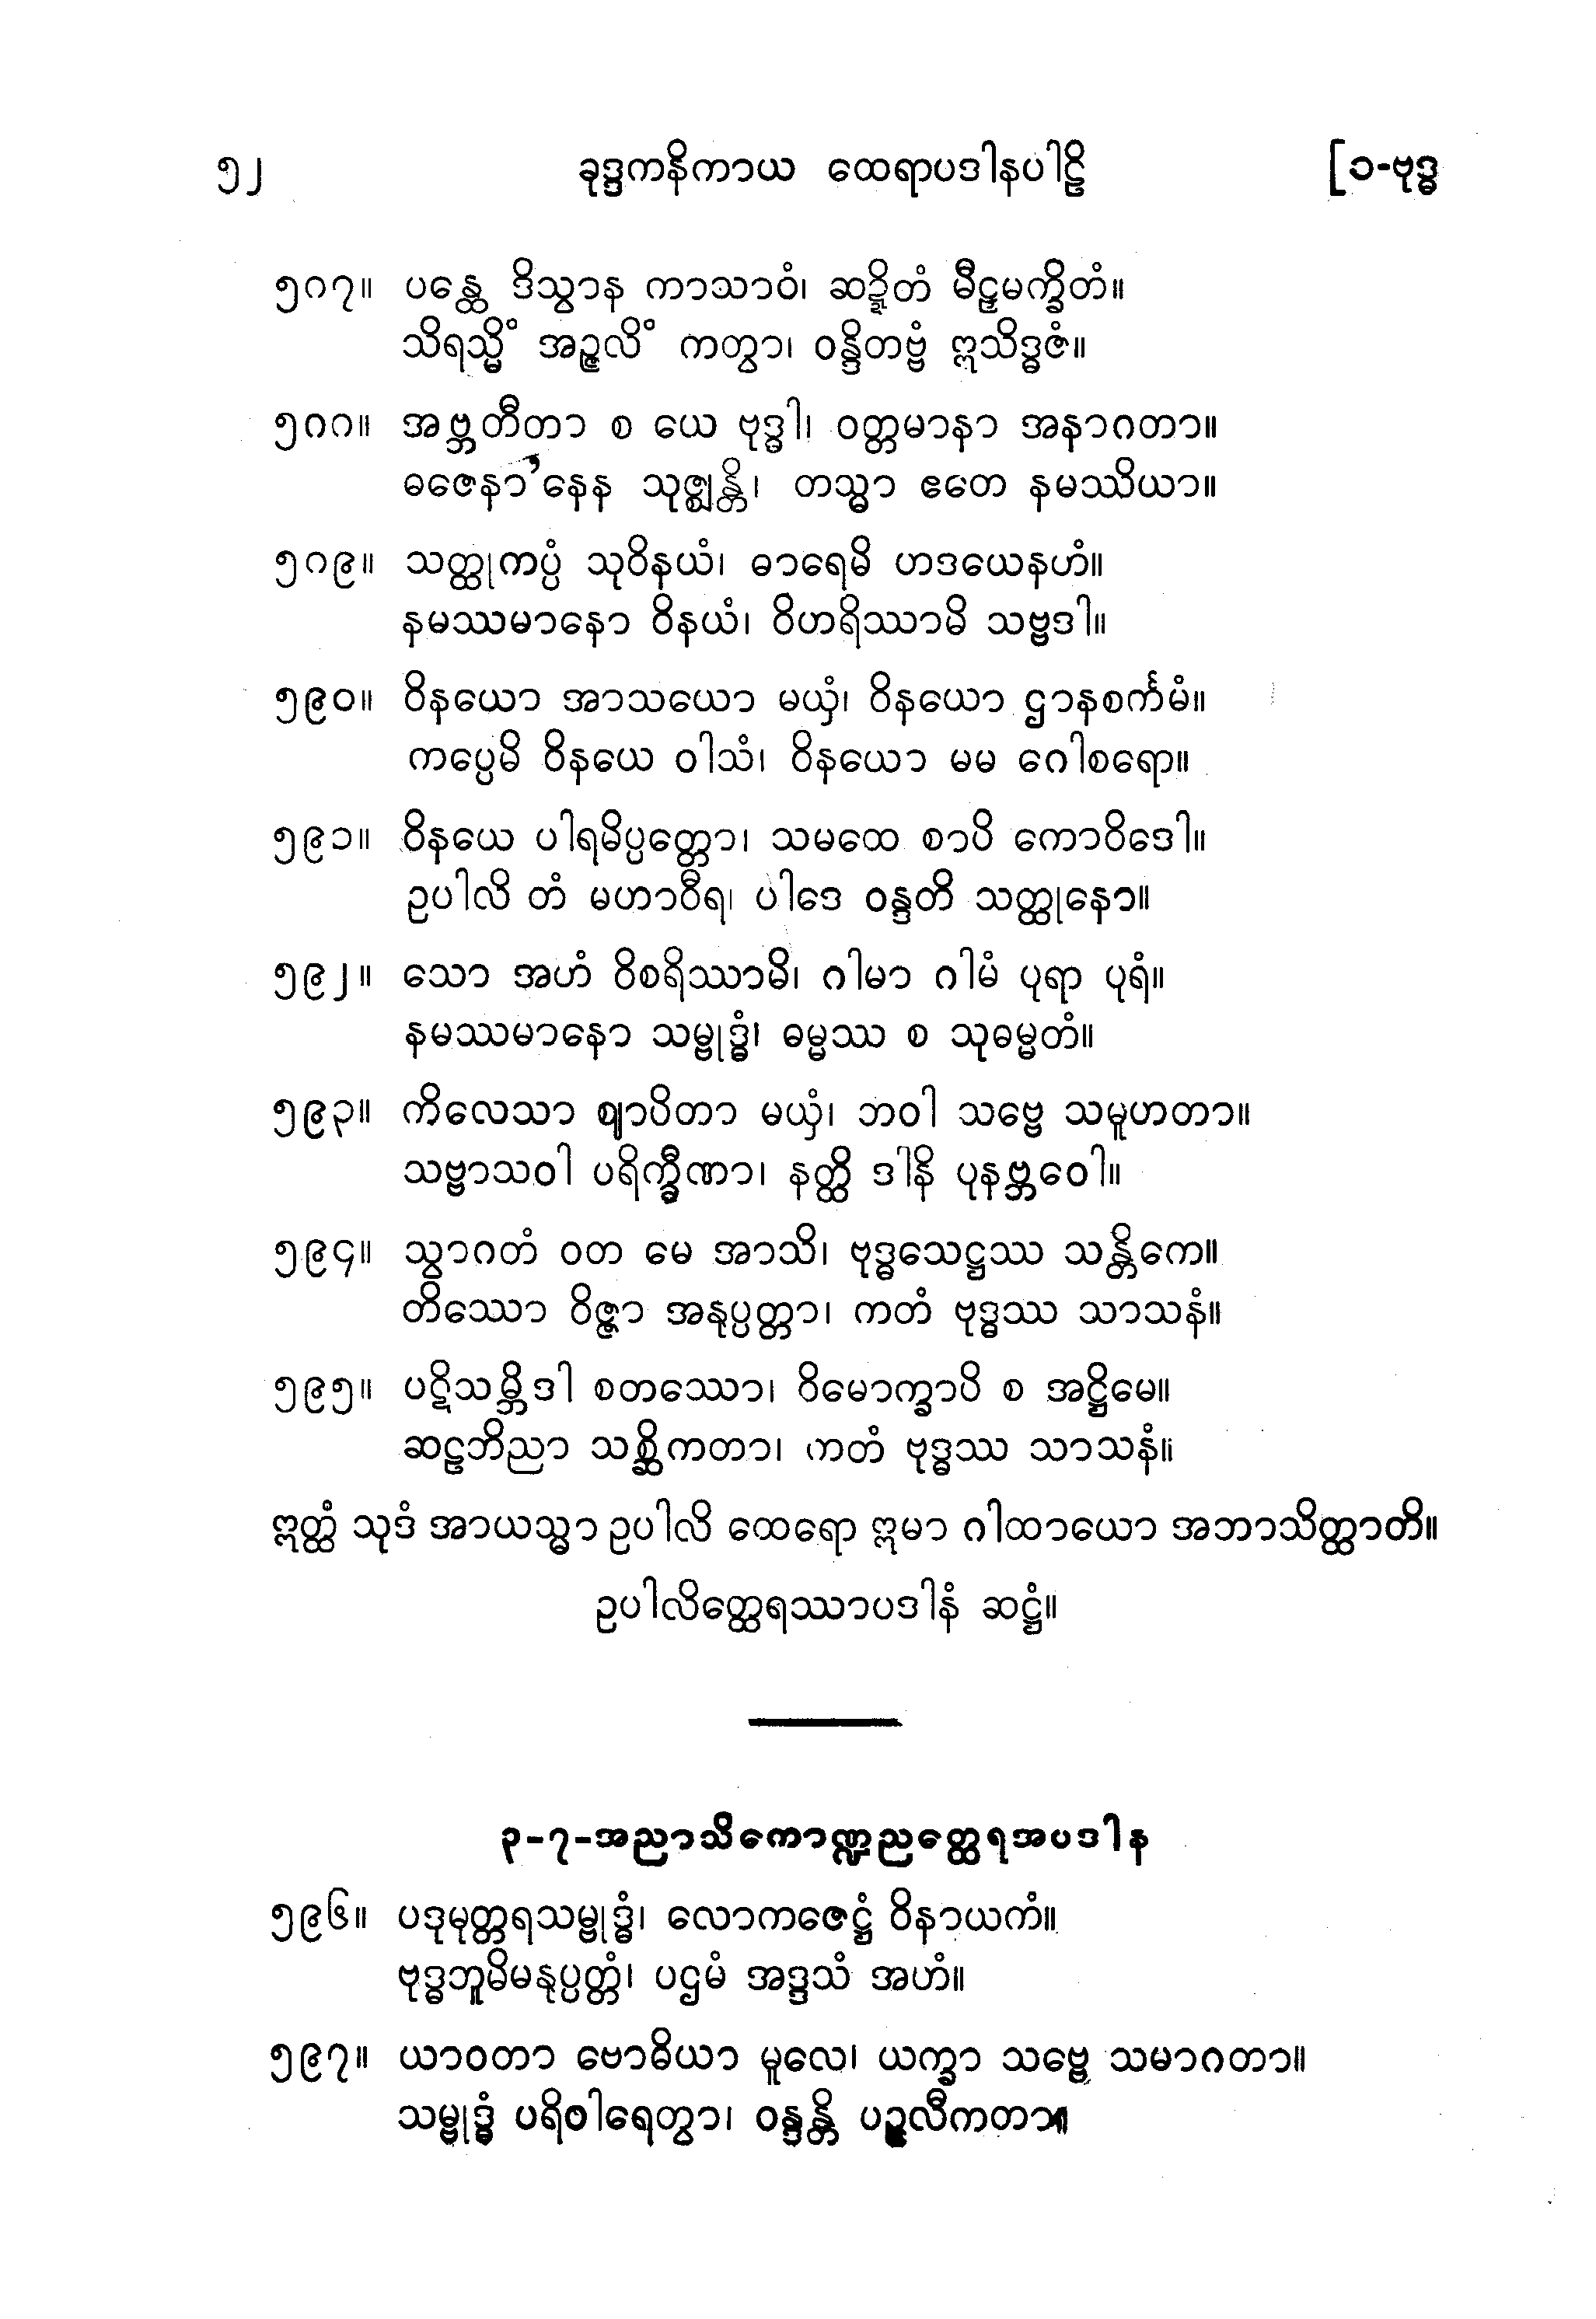 ၅၂ ခုဒ္ဒကနိကာယ ထေရာပဒါနပါဠိ [၁-ဗုဒ္ဓ
၅၈၇။ ပန္ထေ ဒိသွာန ကာသာဝံ၊ ဆဍ္ဍိတံ မီဠှမက္ခိတံ။
သိရသ္မိံ အဉ္ဇလိံ ကတွာ၊ ဝန္ဒိတဗ္ဗံ ဣသိဒ္ဓဇံ။
၅၈၈။ အဗ္ဘတီတာ စ ယေ ဗုဒ္ဓါ၊ ဝတ္တမာနာ အနာဂတာ။
ဓဇေနာ'နေန သုဇ္ဈန္တိ၊ တသ္မာ ဧတေ နမဿိယာ။
၅၈၉။ သတ္ထုကပ္ပံ သုဝိနယံ၊ ဓာရေမိ ဟဒယေနဟံ။
နမဿမာနော ဝိနယံ၊ ဝိဟရိဿာမိ သဗ္ဗဒါ။
၅၉၀။ ဝိနယော အာသယော မယှံ၊ ဝိနယော ဌာနစင်္ကမံ။
ကပ္ပေမိ ဝိနယေ ဝါသံ၊ ဝိနယော မမ ဂေါစရော။
၅၉၁။ ဝိနယေ ပါရမိပ္ပတ္တော၊ သမထေ စာပိ ကောဝိဒေါ။
ဥပါလိ တံ မဟာဝီရ၊ ပါဒေ ဝန္ဒတိ သတ္ထုနော။
၅၉၂။ သော အဟံ ဝိစရိဿာမိ၊ ဂါမာ ဂါမံ ပုရာ ပုရံ။
နမဿမာနော သမ္ဗုဒ္ဓံ၊ ဓမ္မဿ စ သုဓမ္မတံ။
၅၉၃။ ကိလေသာ ဈာပိတာ မယှံ၊ ဘဝါ သဗ္ဗေ သမူဟတာ။
သဗ္ဗာသဝါ ပရိက္ခီဏာ၊ နတ္ထိ ဒါနိ ပုနဗ္ဘဝေါ။
၅၉၄။ သွာဂတံ ဝတ မေ အာသိ၊ ဗုဒ္ဓသေဋ္ဌဿ သန္တိကေ။
တိဿော ဝိဇ္ဇာ အနုပ္ပတ္တာ၊ ကတံ ဗုဒ္ဓဿ သာသနံ။
၅၉၅။ ပဋိသမ္ဘိဒါ စတဿော၊ ဝိမောက္ခာပိ စ အဋ္ဌိမေ။
ဆဠဘိညာ သစ္ဆိကတာ၊ ကတံ ဗုဒ္ဓဿ သာသနံ။
ဣတ္ထံ သုဒံ အာယသ္မာ ဥပါလိ ထေရော ဣမာ ဂါထာယော အဘာသိတ္ထာတိ။
ဥပါလိတ္ထေရဿာပဒါနံ ဆဋ္ဌံ။
၃-၇-အညာသိကောဏ္ဍညတ္ထေရအပဒါန
၅၉၆။ ပဒုမုတ္တရသမ္ဗုဒ္ဓံ၊ လောကဇေဋ္ဌံ ဝိနာယကံ။
ဗုဒ္ဓဘူမိမနုပ္ပတ္တံ၊ ပဌမံ အဒ္ဒသံ အဟံ။
၅၉၇။ ယာဝတာ ဗောဓိယာ မူလေ၊ ယက္ခာ သဗ္ဗေ သမာဂတာ။
သမ္ဗုဒ္ဓံ ပရိဝါရေတွာ၊ ဝန္ဒန္တိ ပဉ္ဇလီကတာ။